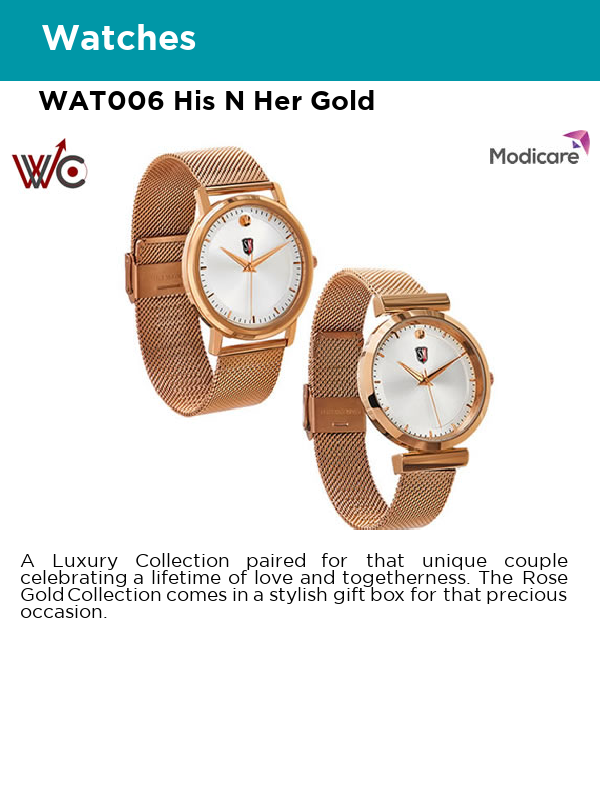 Watches
WAT006 His N Her Gold
WC
Modicare
A Luxury Collection paired for that unique couple
celebrating a lifetime of love and togetherness. The Rose
Gold Collection comes in a stylish gift box for that precious
occasion.